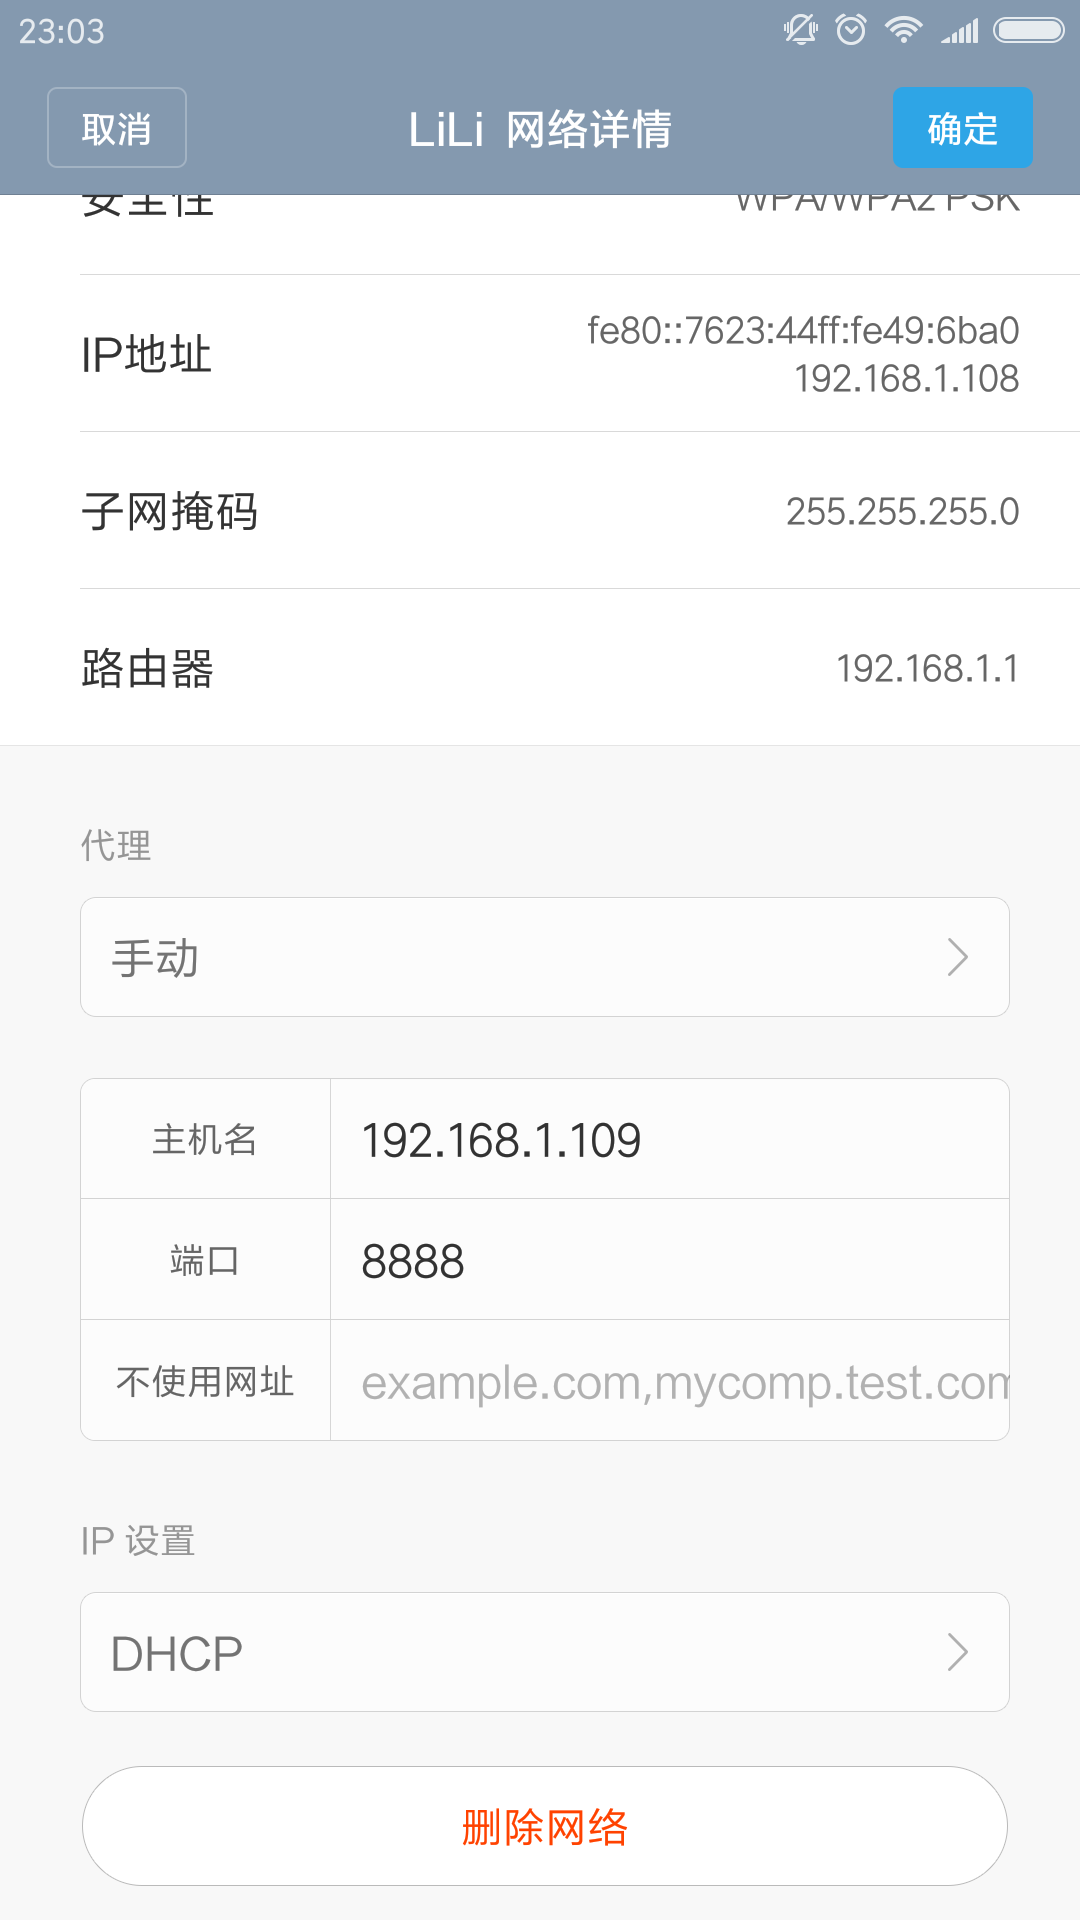 23:03
取消
LiLi 网络详情
确定
安全性
WPA/WPA2 PSK
IP地址
fe80::7623:44ff:fe49:6ba0
192.168.1.108
子网掩码
255.255.255.0
路由器
192.168.1.1
代理
手动
主机名
192.168.1.109
端口
8888
不使用网址
example.com,mycomp.test.com
IP 设置
DHCP
删除网络